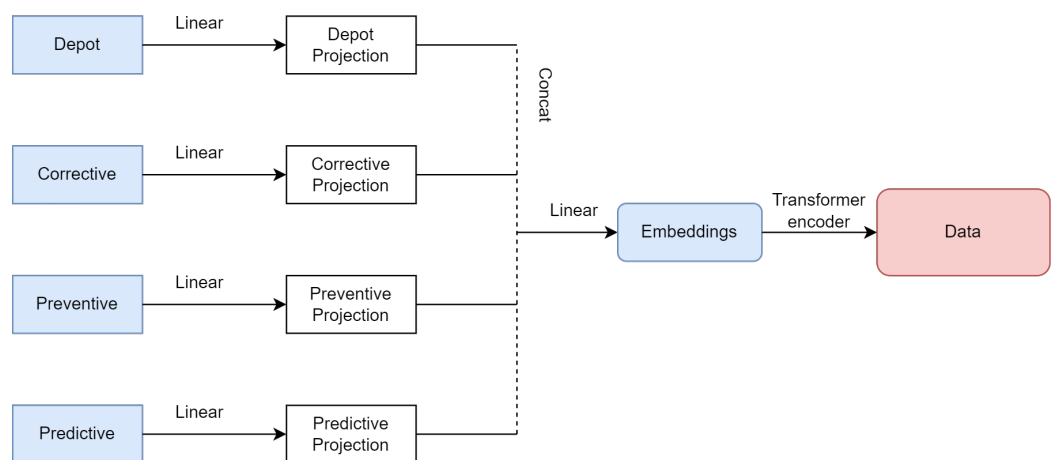 Depot
Linear
Depot
Projection
Concat
Corrective
Linear
Corrective
Projection
Linear
Embeddings
Transformer
encoder
Data
Preventive
Linear
Preventive
Projection
Predictive
Linear
Predictive
Projection